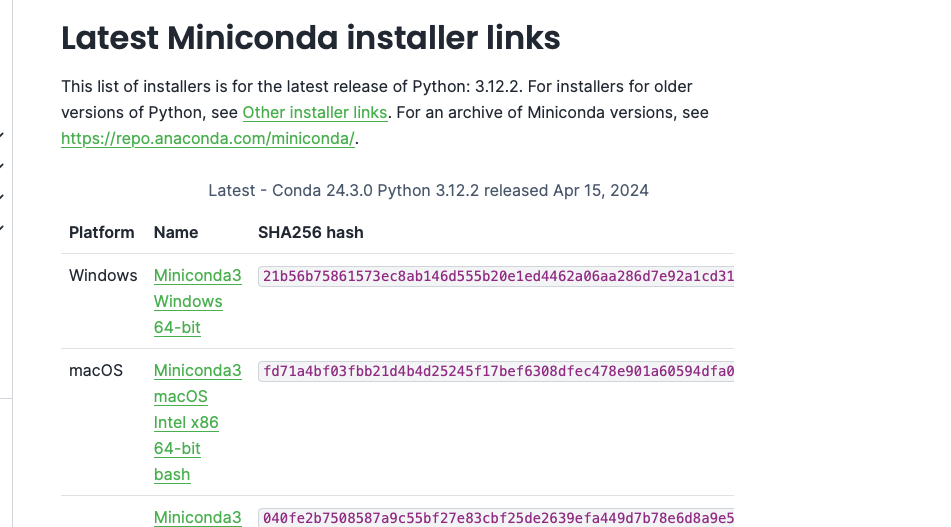 Latest Miniconda installer links
This list of installers is for the latest release of Python: 3.12.2. For installers for older
versions of Python, see Other installer links. For an archive of Miniconda versions, see
https://repo.anaconda.com/miniconda/.
Latest - Conda 24.3.0 Python 3.12.2 released Apr 15, 2024
Platform Name SHA256 hash
Windows Miniconda3 21b56b75861573ec8ab146d555b20e1ed4462a06aa286d7e92a1cd31
Windows
64-bit
macOS Miniconda3 fd71a4bf03fbb21d4b4d25245f17bef6308dfec478e901a60594dfa0
macOS
Intel x86
64-bit
bash
Miniconda3 040fe2b7508587a9c55bf27e83cbf25de2639efa449d7b78e6d8a9e5